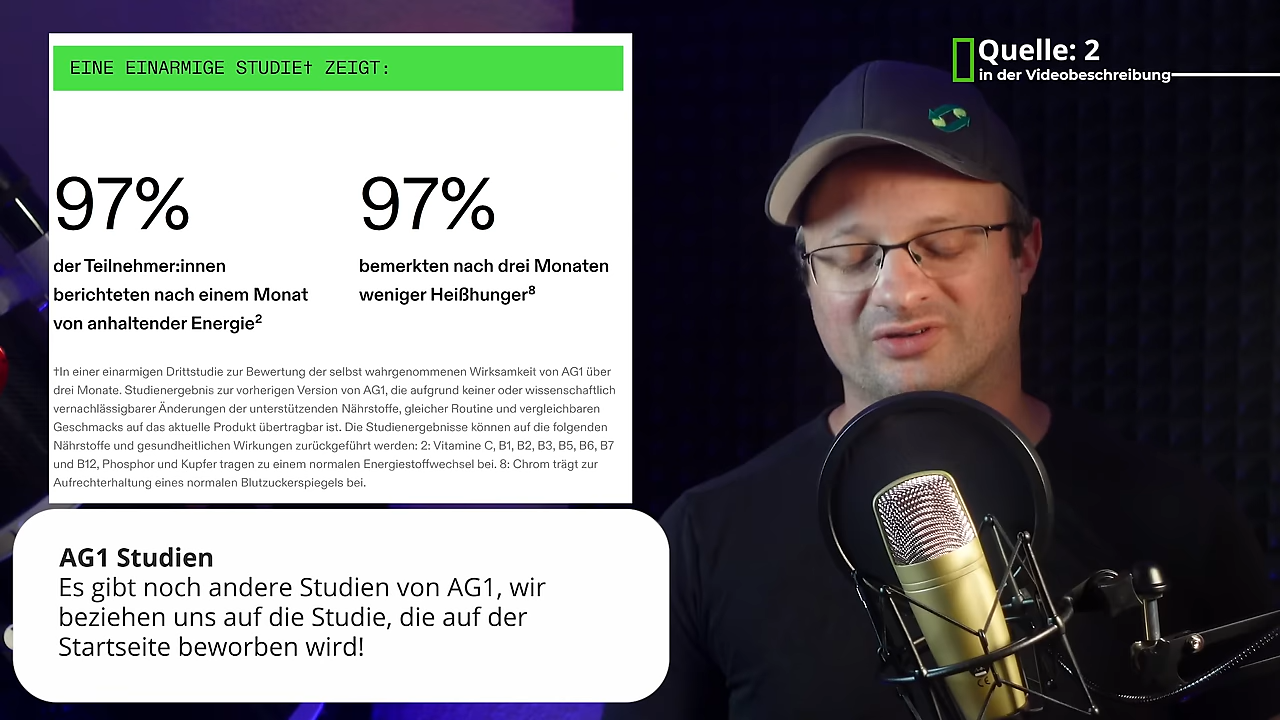 EINE EINARMIGE STUDIE† ZEIGT:
97%
der Teilnehmer:innen
berichteten nach einem Monat
von anhaltender Energie²
97%
bemerkten nach drei Monaten
weniger Heißhunger⁸
†In einer einarmigen Drittstudie zur Bewertung der selbst wahrgenommenen Wirksamkeit von AG1 über
drei Monate. Studienergebnis zur vorherigen Version von AG1, die aufgrund keiner oder wissenschaftlich
vernachlässigbarer Änderungen der unterstützenden Nährstoffe, gleicher Routine und vergleichbaren
Geschmacks auf das aktuelle Produkt übertragbar ist. Die Studienergebnisse können auf die folgenden
Nährstoffe und gesundheitlichen Wirkungen zurückgeführt werden: 2: Vitamine C, B1, B2, B3, B5, B6, B7
und B12, Phosphor und Kupfer tragen zu einem normalen Energiestoffwechsel bei. 8: Chrom trägt zur
Aufrechterhaltung eines normalen Blutzuckerspiegels bei.
AG1 Studien
Es gibt noch andere Studien von AG1, wir
beziehen uns auf die Studie, die auf der
Startseite beworben wird!
Quelle: 2
in der Videobeschreibung
CE